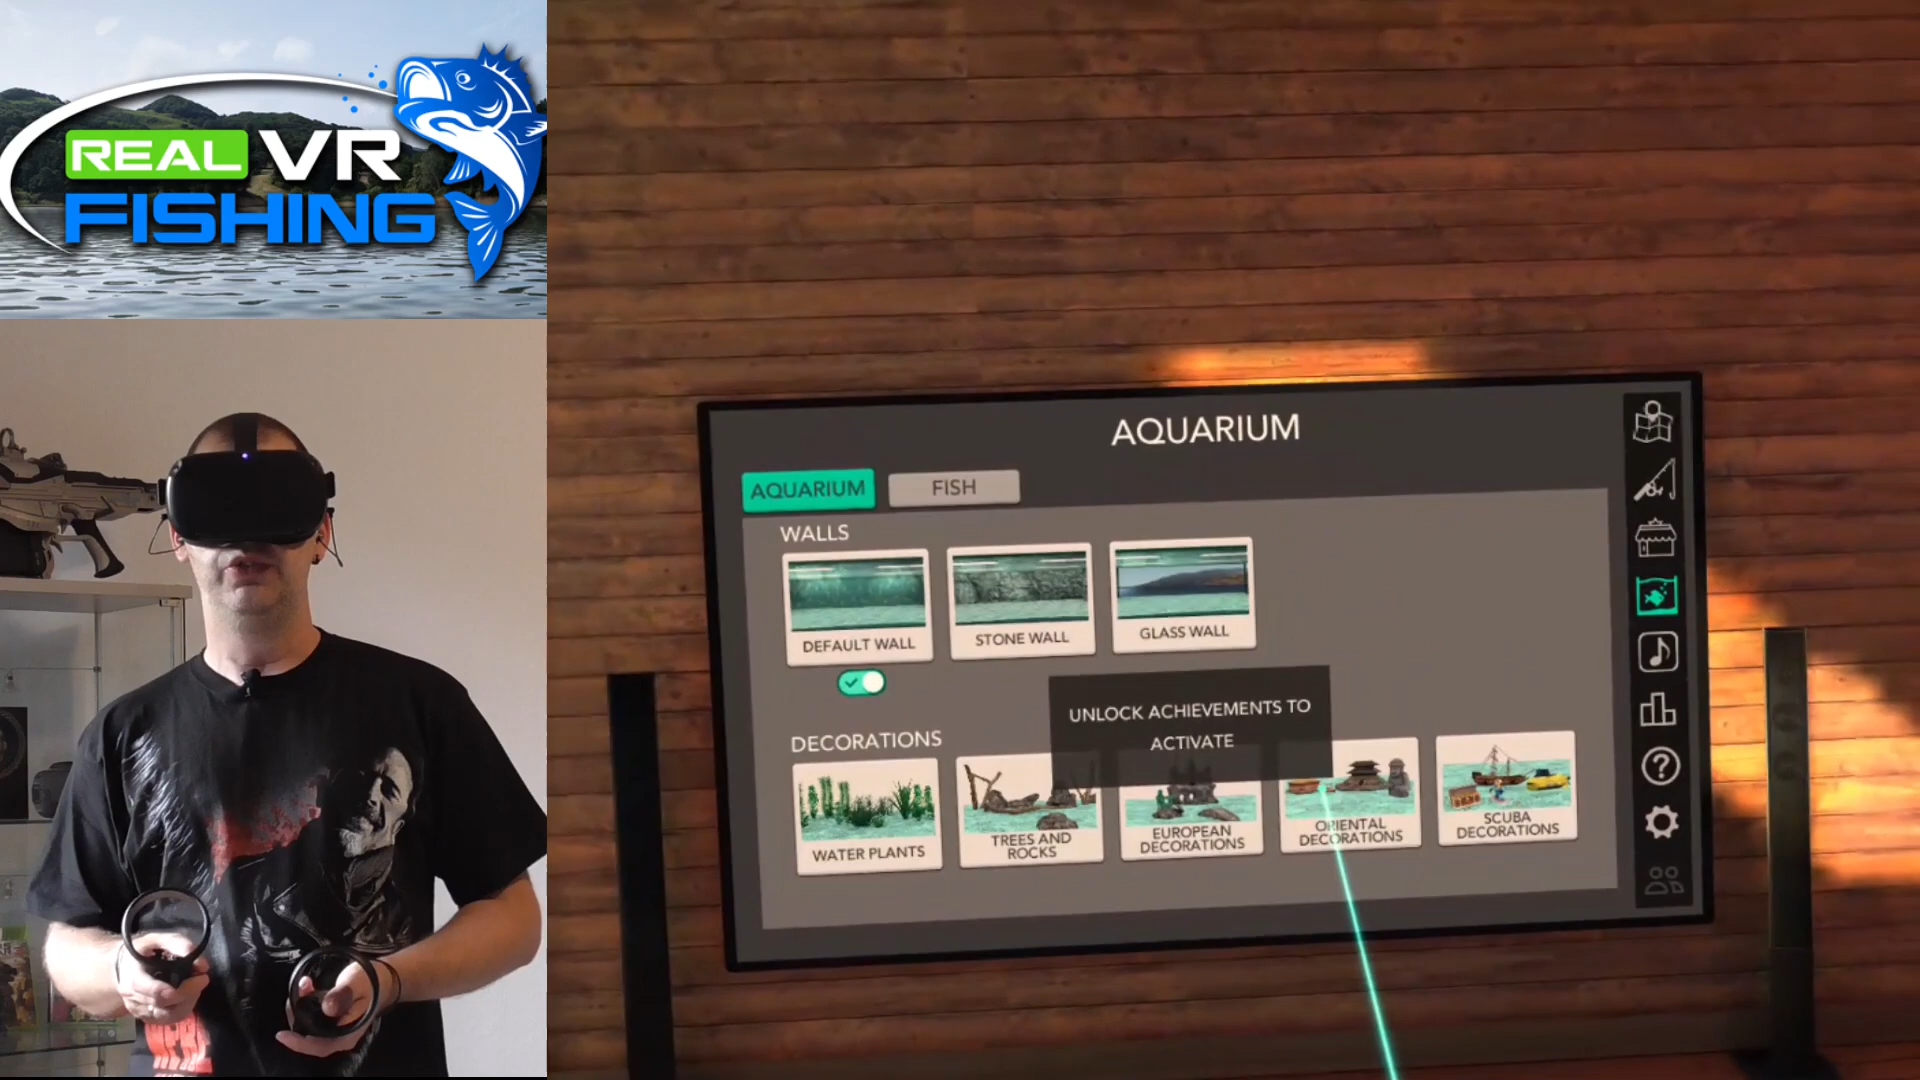 REAL VR
FISHING
AQUARIUM
AQUARIUM
FISH
WALLS
DEFAULT WALL
STONE WALL
GLASS WALL
UNLOCK ACHIEVEMENTS TO
ACTIVATE
DECORATIONS
WATER PLANTS
TREES AND
ROCKS
EUROPEAN
DECORATIONS
ORIENTAL
DECORATIONS
SCUBA
DECORATIONS